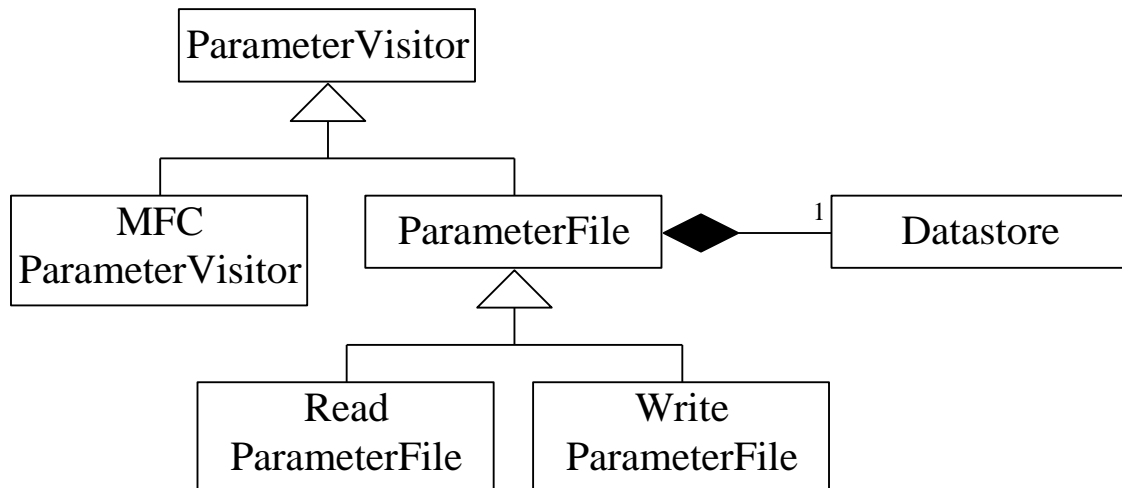 ParameterVisitor
MFC
ParameterVisitor
ParameterFile
1
Datastore
Read
ParameterFile
Write
ParameterFile